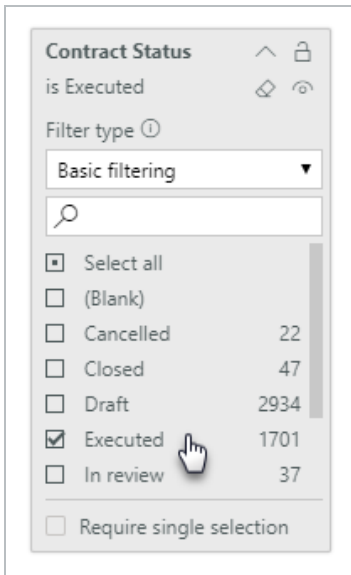 Contract Status
is Executed
Filter type
Basic filtering
Select all
(Blank)
Cancelled 22
Closed 47
Draft 2934
Executed 1701
In review 37
Require single selection